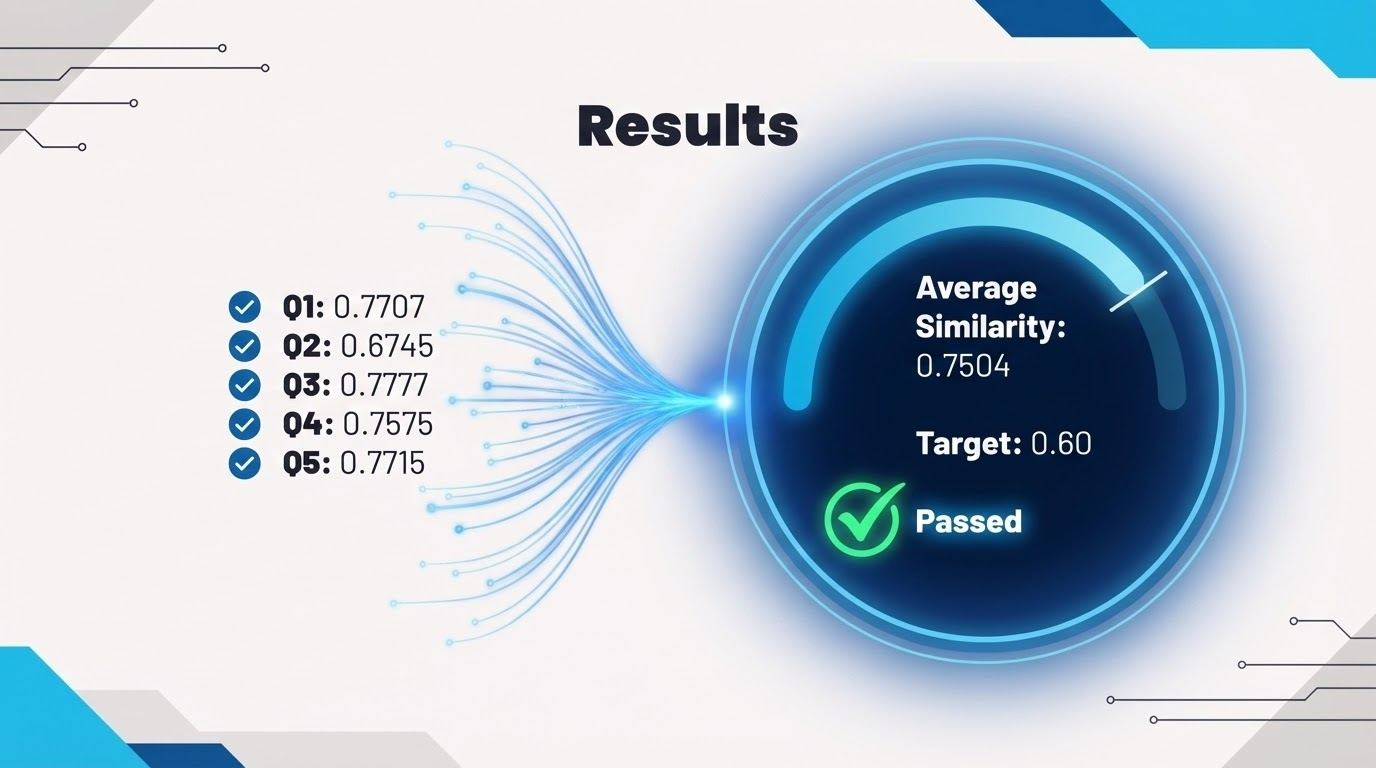 Results
Q1: 0.7707
Q2: 0.6745
Q3: 0.7777
Q4: 0.7575
Q5: 0.7715
Average
Similarity:
0.7504
Target: 0.60
Passed